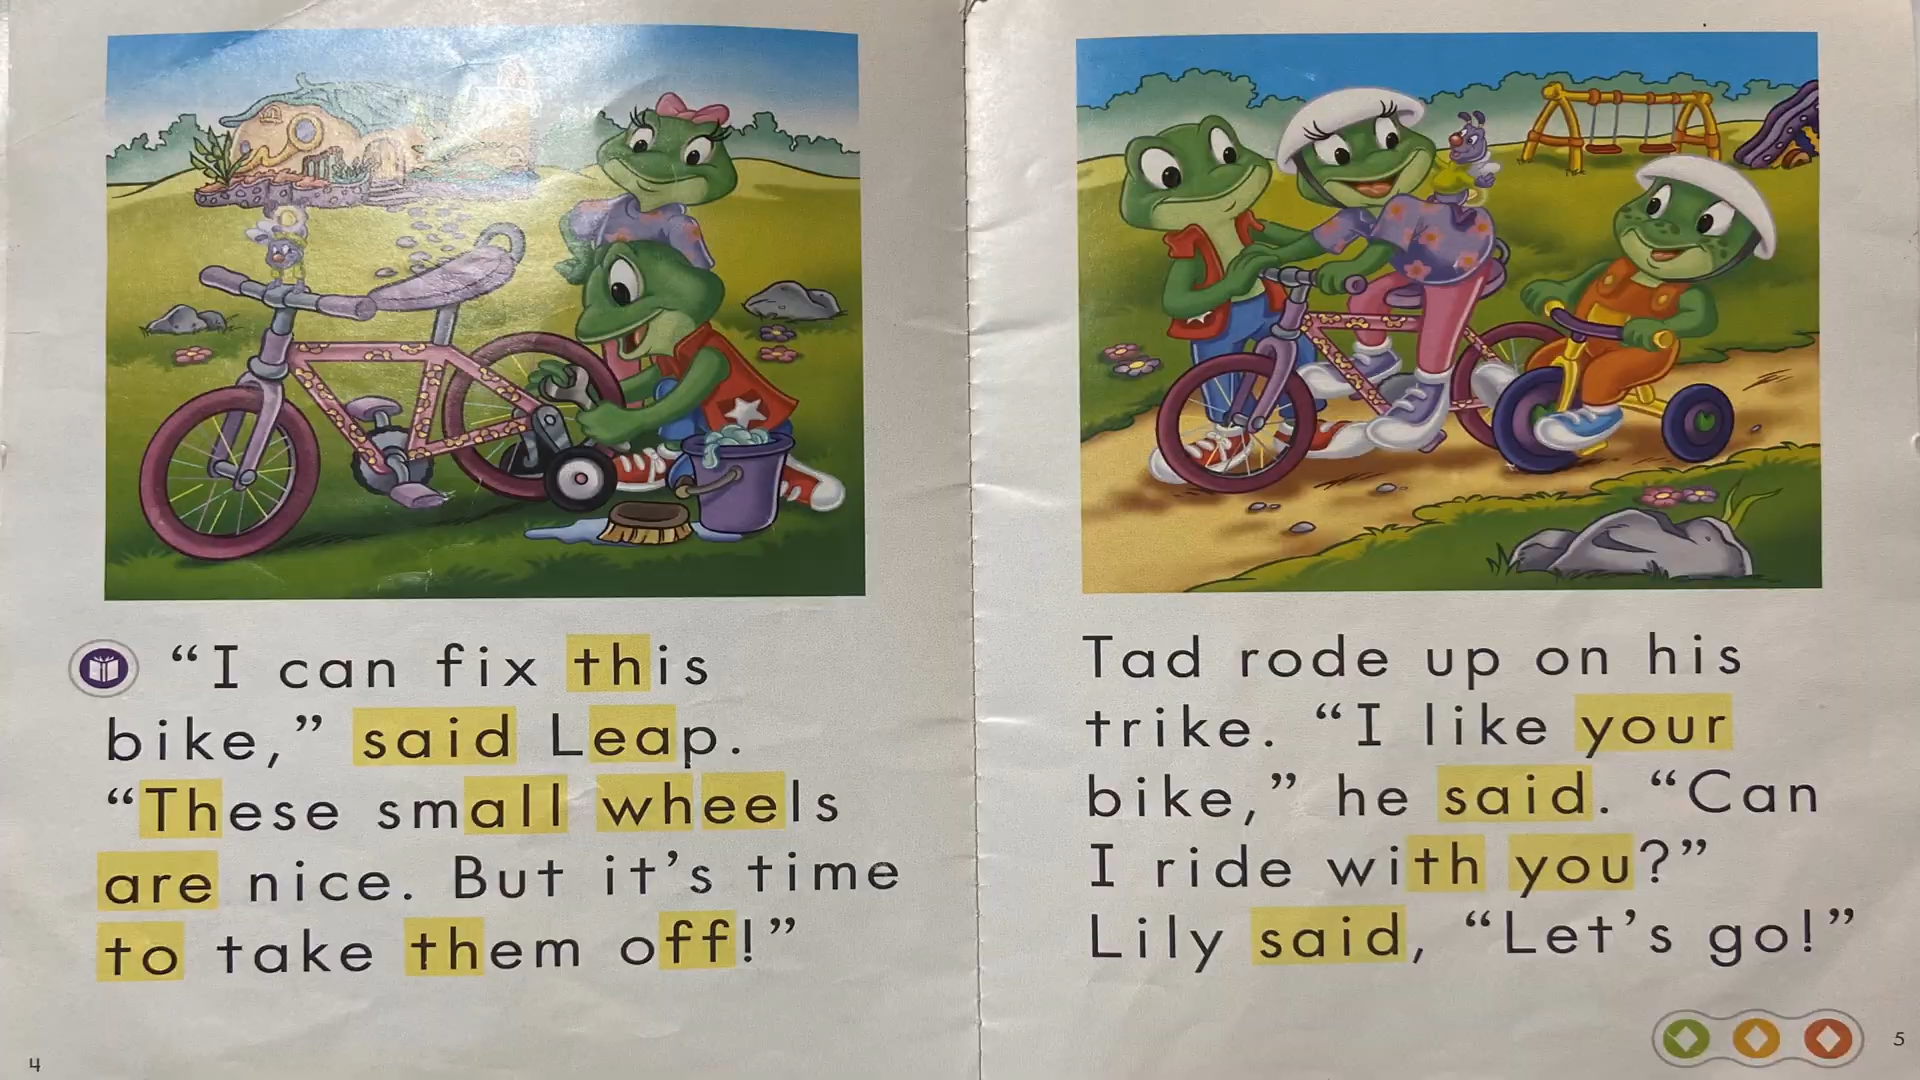 “I can fix this
bike,” said Leap.
“These small wheels
are nice. But it’s time
to take them off!”
4
Tad rode up on his
trike. “I like your
bike,” he said. “Can
I ride with you?”
Lily said, “Let’s go!”
5